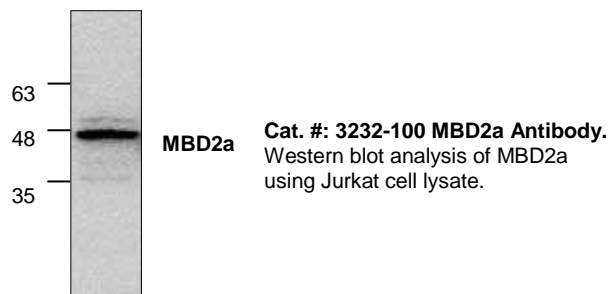 63
48
35
MBD2a
Cat. #: 3232-100 MBD2a Antibody.
Western blot analysis of MBD2a
using Jurkat cell lysate.